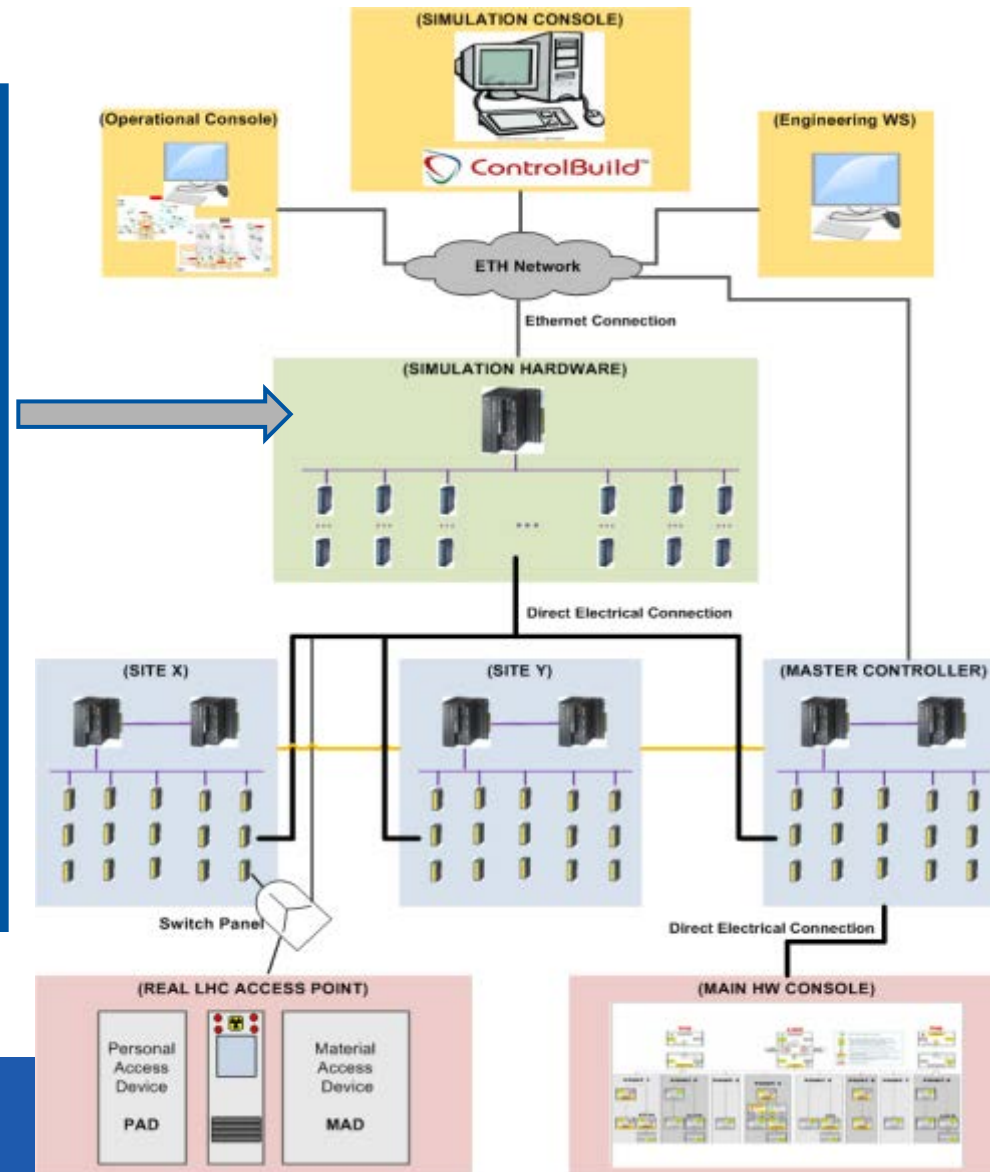 (SIMULATION CONSOLE)
ControlBuild™
(Operational Console)
(Engineering WS)
ETH Network
Ethernet Connection
(SIMULATION HARDWARE)
Direct Electrical Connection
(SITE X)
(SITE Y)
(MASTER CONTROLLER)
Switch Panel
Direct Electrical Connection
(REAL LHC ACCESS POINT)
(MAIN HW CONSOLE)
Personal
Access
Device
PAD
Material
Access
Device
MAD